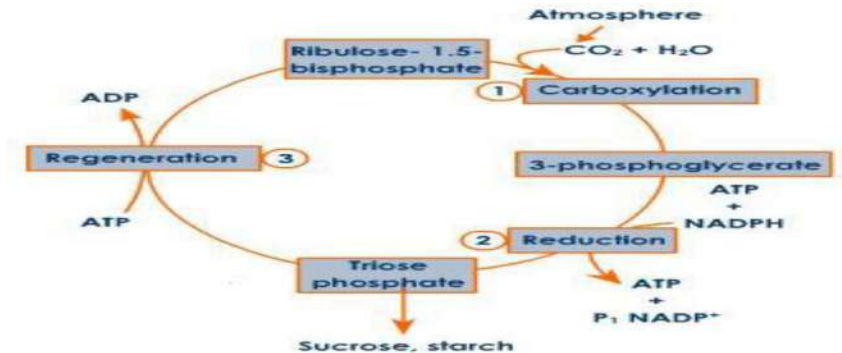 Atmosphere
Ribulose- 1.5-
bisphosphate
CO₂ + H₂O
1
Carboxylation
ADP
Regeneration
3
3-phosphoglycerate
ATP
+
NADPH
ATP
2
Reduction
Triose
phosphate
ATP
+
P₁ NADP⁺
Sucrose, starch